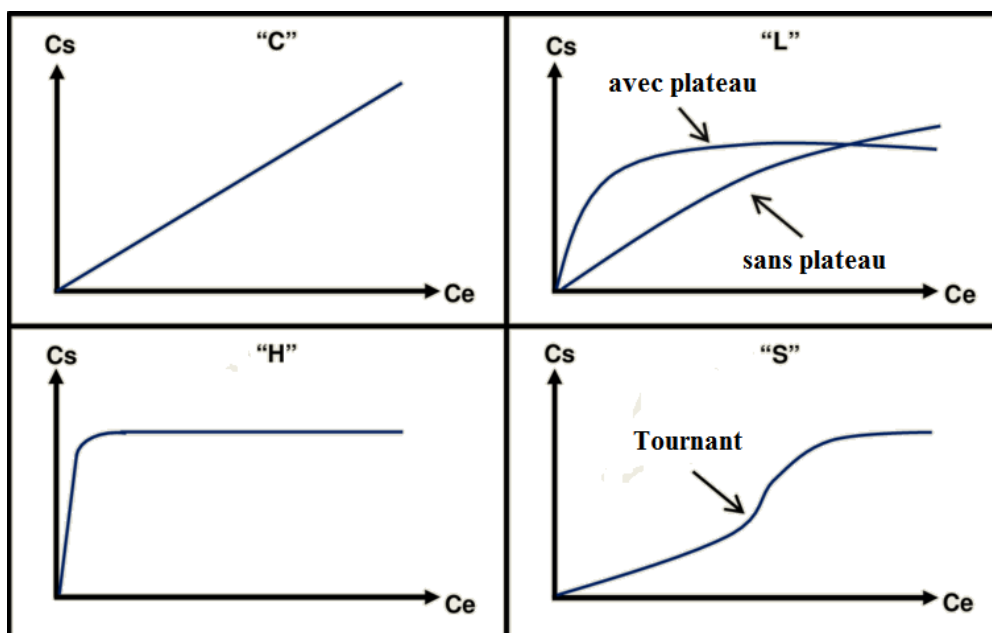 “C”
Cs
Ce
“L”
Cs
avec plateau
sans plateau
Ce
“H”
Cs
Ce
“S”
Cs
Tournant
Ce